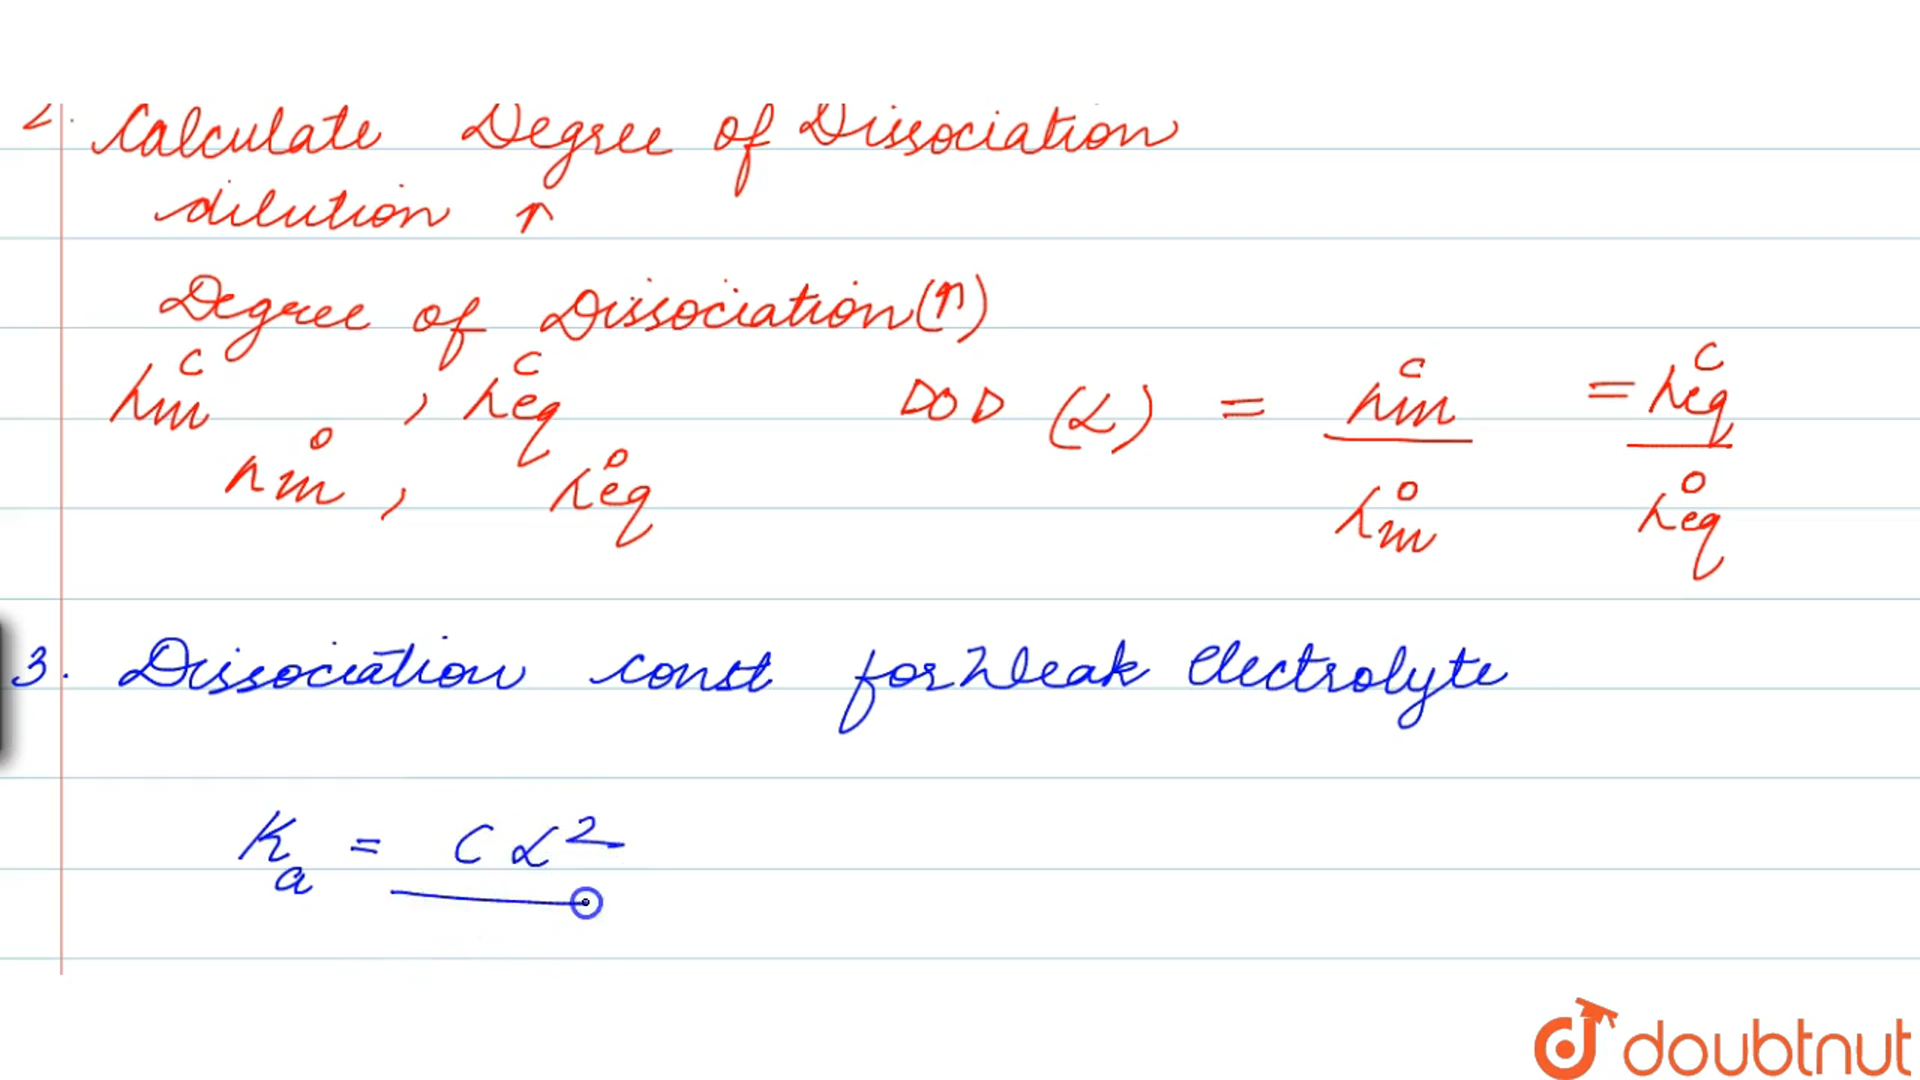 2. Calculate Degree of Dissociation
dilution ↑
Degree of Dissociation (↑)
λm^c , λeq^c DOD (α) = λm^c / λm^o = λeq^c / λeq^o
λm^o , λeq^o
3. Dissociation const for Weak Electrolyte
Ka = Cα²
doubtnut